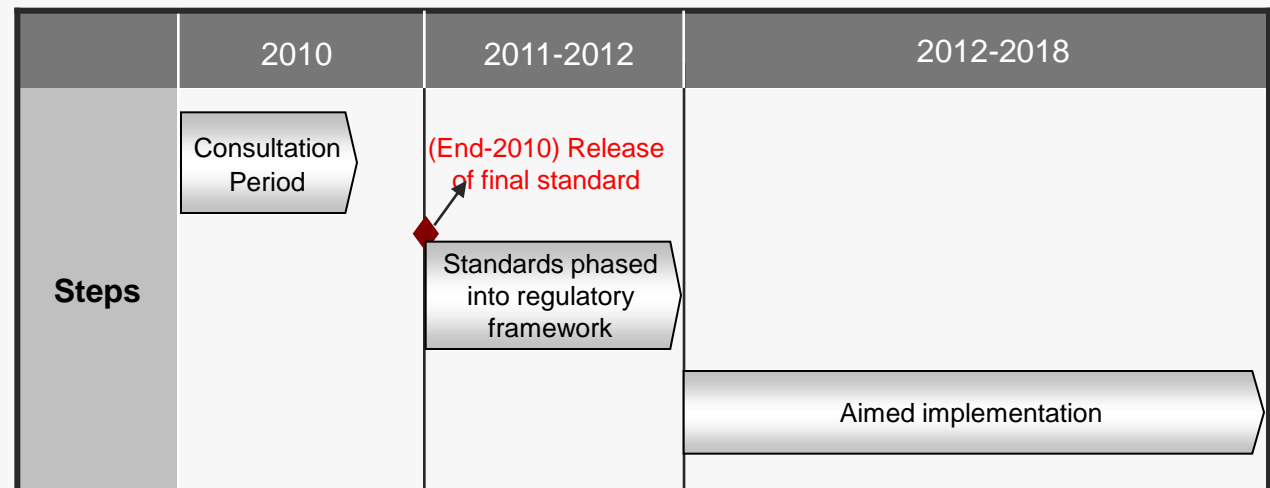 2010
2011-2012
2012-2018
Steps
Consultation
Period
(End-2010) Release
of final standard
Standards phased
into regulatory
framework
Aimed implementation